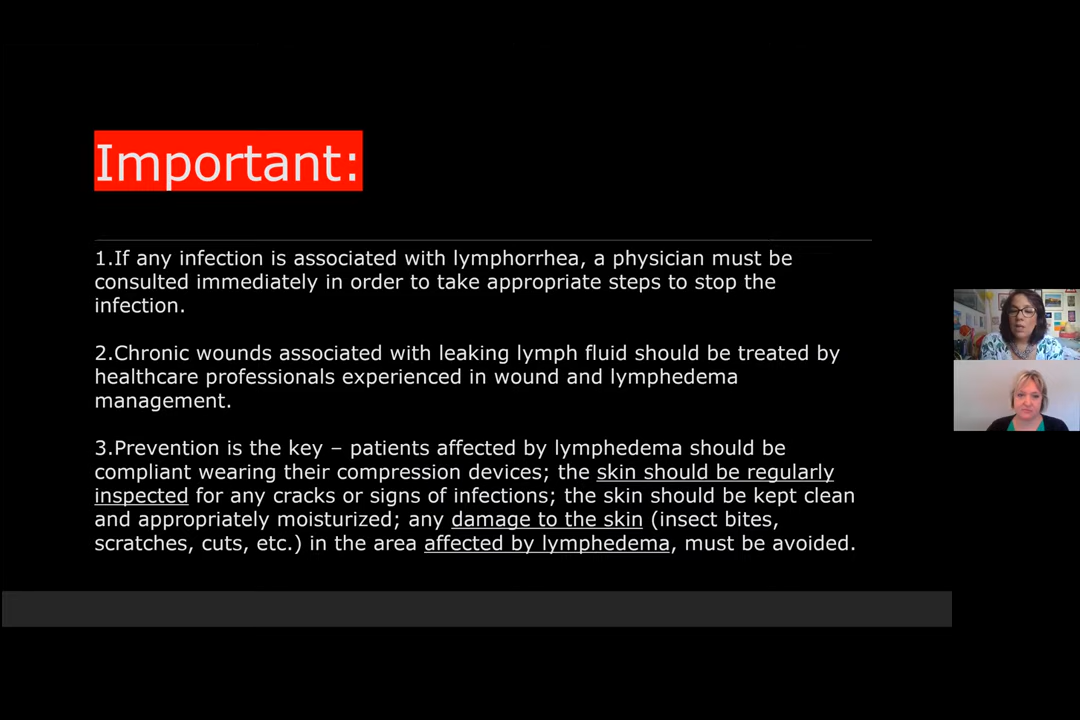 Important:
1.If any infection is associated with lymphorrhea, a physician must be
consulted immediately in order to take appropriate steps to stop the
infection.
2.Chronic wounds associated with leaking lymph fluid should be treated by
healthcare professionals experienced in wound and lymphedema
management.
3.Prevention is the key – patients affected by lymphedema should be
compliant wearing their compression devices; the skin should be regularly
inspected for any cracks or signs of infections; the skin should be kept clean
and appropriately moisturized; any damage to the skin (insect bites,
scratches, cuts, etc.) in the area affected by lymphedema, must be avoided.